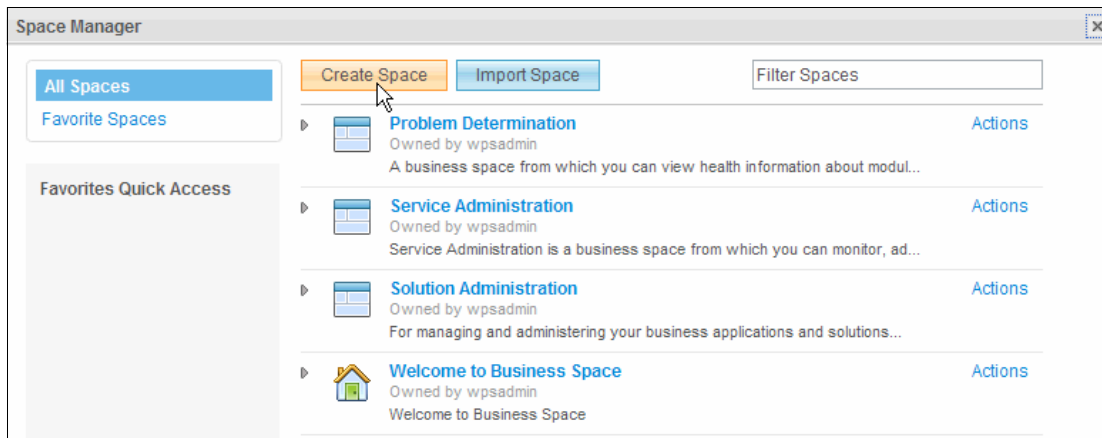 Space Manager
All Spaces
Favorite Spaces
Favorites Quick Access
Create Space
Import Space
Filter Spaces
Problem Determination
Actions
Owned by wpsadmin
A business space from which you can view health information about modul...
Service Administration
Actions
Owned by wpsadmin
Service Administration is a business space from which you can monitor, ad...
Solution Administration
Actions
Owned by wpsadmin
For managing and administering your business applications and solutions...
Welcome to Business Space
Actions
Owned by wpsadmin
Welcome to Business Space